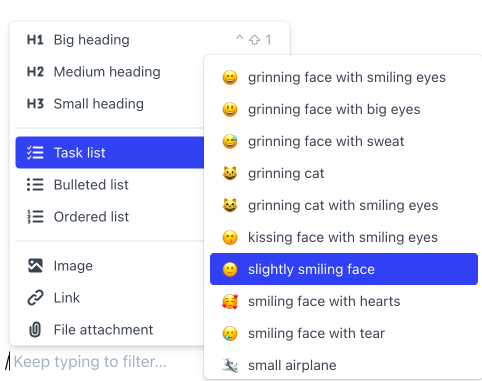 H1 Big heading ^ ⇧ 1
H2 Medium heading
H3 Small heading
Task list
Bulleted list
Ordered list
Image
Link
File attachment
/Keep typing to filter...
grinning face with smiling eyes
grinning face with big eyes
grinning face with sweat
grinning cat
grinning cat with smiling eyes
kissing face with smiling eyes
slightly smiling face
smiling face with hearts
smiling face with tear
small airplane